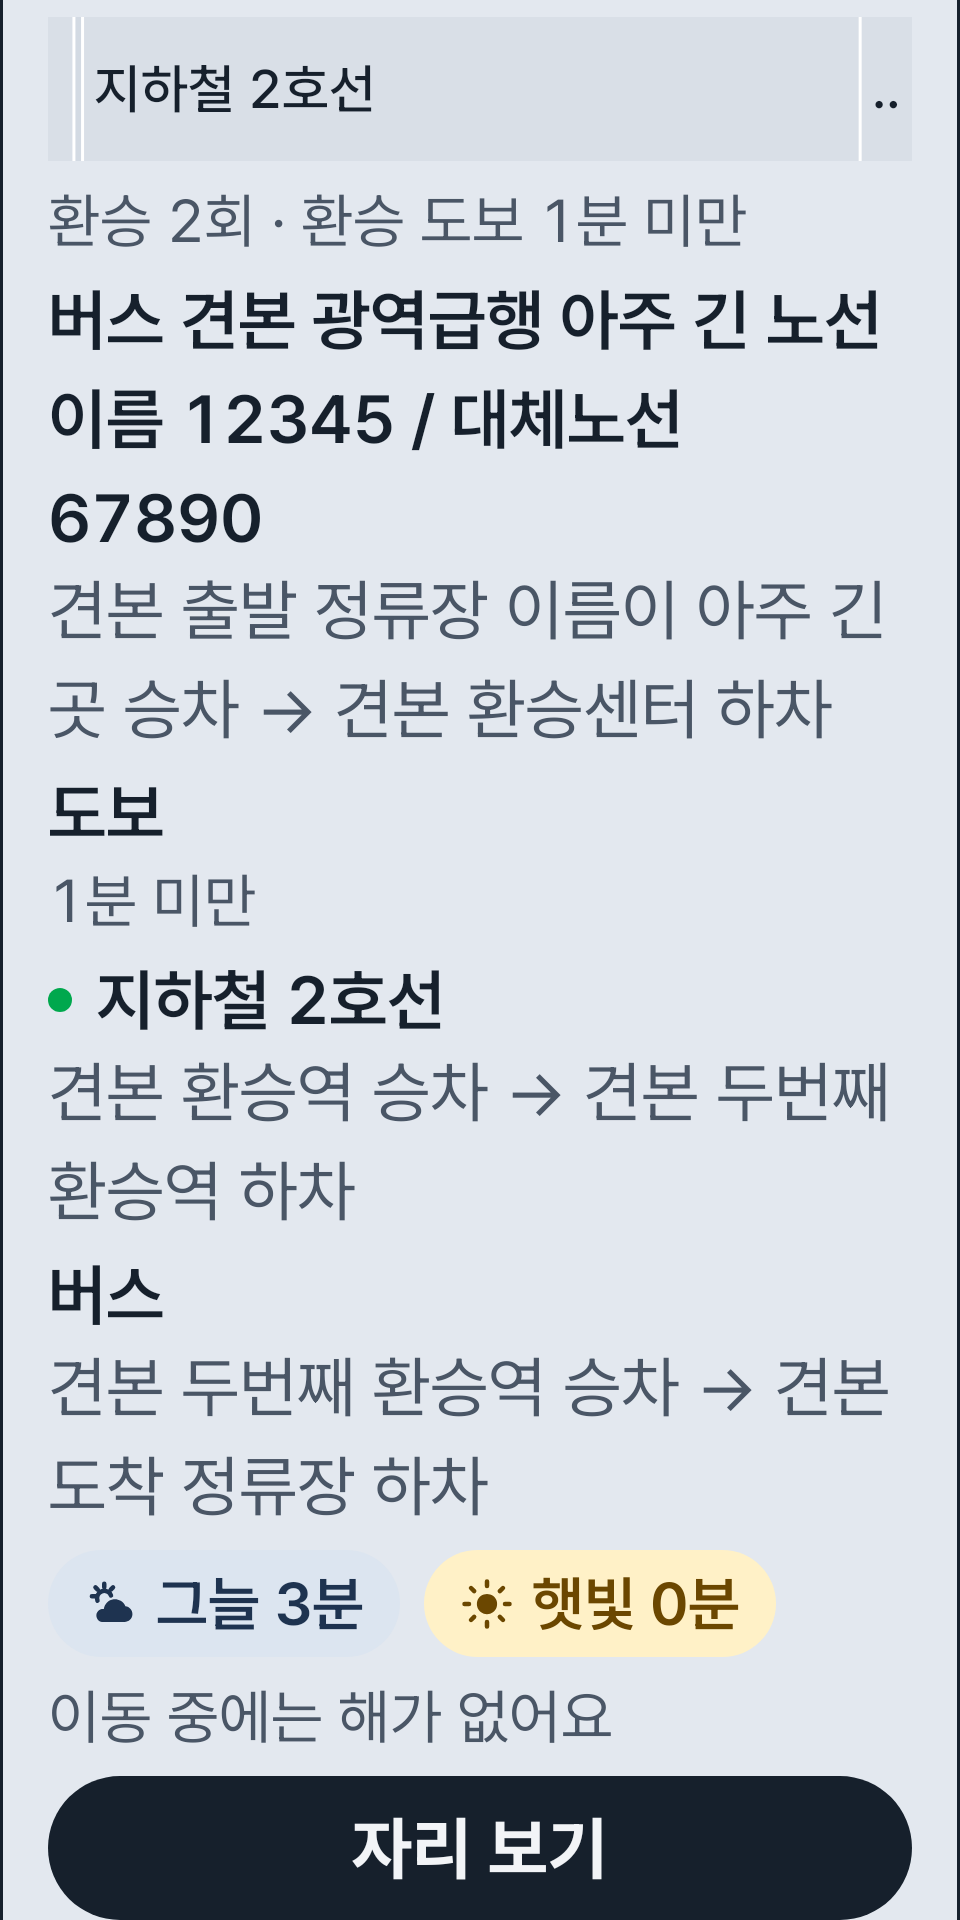 지하철 2호선
..
환승 2회 · 환승 도보 1분 미만
버스 견본 광역급행 아주 긴 노선
이름 12345 / 대체노선
67890
견본 출발 정류장 이름이 아주 긴
곳 승차 → 견본 환승센터 하차
도보
1분 미만
지하철 2호선
견본 환승역 승차 → 견본 두번째
환승역 하차
버스
견본 두번째 환승역 승차 → 견본
도착 정류장 하차
그늘 3분
햇빛 0분
이동 중에는 해가 없어요
자리 보기